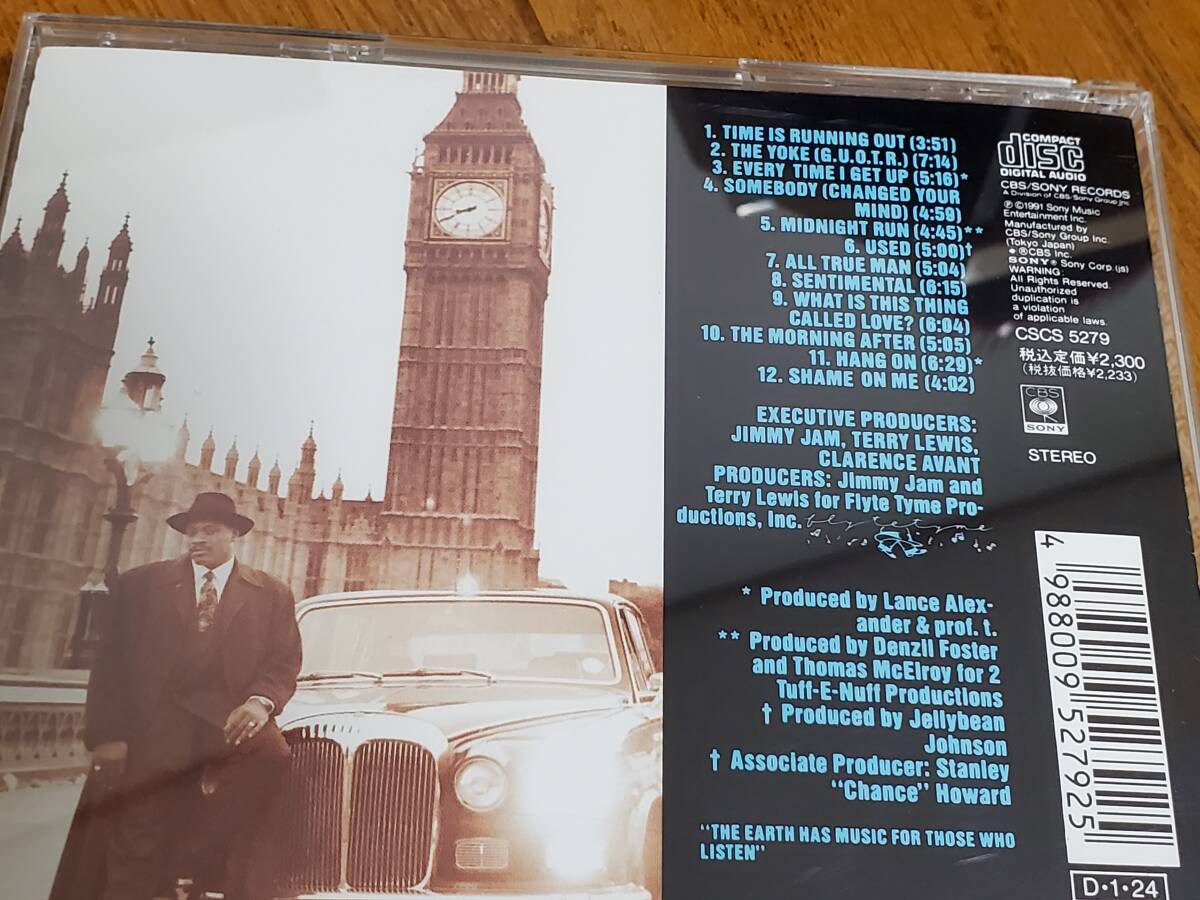 1. TIME IS RUNNING OUT (3:51)
2. THE YOKE (G.U.O.T.R.) (7:14)
3. EVERY TIME I GET UP (5:16)*
4. SOMEBODY (CHANGED YOUR
MIND) (4:59)
5. MIDNIGHT RUN (4:45)**
6. USED (5:00)†
7. ALL TRUE MAN (5:04)
8. SENTIMENTAL (6:15)
9. WHAT IS THIS THING
CALLED LOVE? (6:04)
10. THE MORNING AFTER (5:05)
11. HANG ON (6:29)*
12. SHAME ON ME (4:02)
EXECUTIVE PRODUCERS:
JIMMY JAM, TERRY LEWIS,
CLARENCE AVANT
PRODUCERS: Jimmy Jam and
Terry Lewis for Flyte Tyme Pro-
ductions, Inc.
flytetyme
* Produced by Lance Alex-
ander & prof. t.
** Produced by Denzil Foster
and Thomas McElroy for 2
Tuff-E-Nuff Productions
† Produced by Jellybean
Johnson
† Associate Producer: Stanley
"Chance" Howard
"THE EARTH HAS MUSIC FOR THOSE WHO
LISTEN"
COMPACT
disc
DIGITAL AUDIO
CBS/SONY RECORDS
A Division of CBS/Sony Group Inc.
℗©1991 Sony Music
Entertainment Inc.
Manufactured by
CBS/Sony Group Inc.
(Tokyo Japan)
®CBS Inc.
SONY® Sony Corp.(js)
WARNING:
All Rights Reserved.
Unauthorized
duplication is
a violation
of applicable laws.
CSCS 5279
税込定価¥2,300
(税抜価格¥2,233)
CBS
SONY
STEREO
4 988009 527925
D・1・24